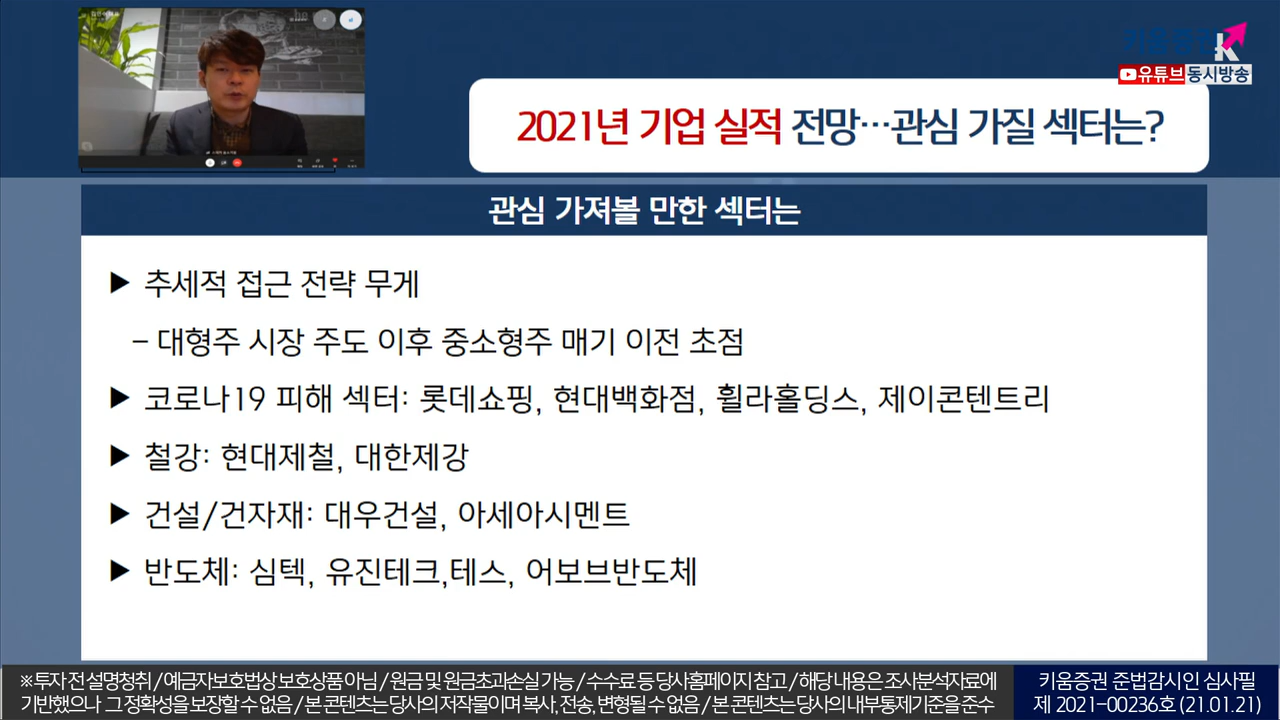 키움증권
유튜브 동시방송
2021년 기업 실적 전망…관심 가질 섹터는?
관심 가져볼 만한 섹터는
▶ 추세적 접근 전략 무게
– 대형주 시장 주도 이후 중소형주 매기 이전 초점
▶ 코로나19 피해 섹터: 롯데쇼핑, 현대백화점, 휠라홀딩스, 제이콘텐트리
▶ 철강: 현대제철, 대한제강
▶ 건설/건자재: 대우건설, 아세아시멘트
▶ 반도체: 심텍, 유진테크,테스, 어보브반도체
※ 투자 전 설명청취 / 예금자보호법상 보호상품 아님 / 원금 및 원금초과손실 가능 / 수수료 등 당사홈페이지 참고 / 해당 내용은 조사분석자료에
기반했으나 그 정확성을 보장할 수 없음 / 본 콘텐츠는 당사의 저작물이며 복사, 전송, 변형될 수 없음 / 본 콘텐츠는 당사의 내부통제기준을 준수
키움증권 준법감시인 심사필
제 2021-00236호 (21.01.21)